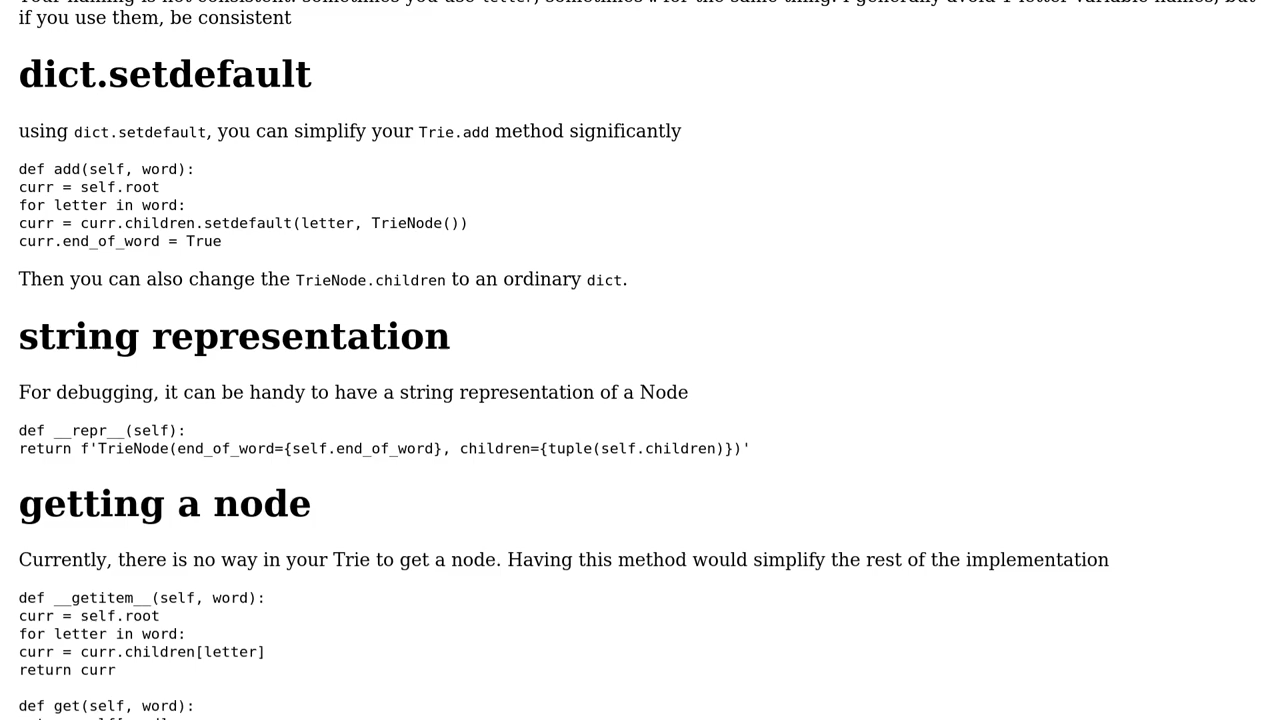 if you use them, be consistent
dict.setdefault
using dict.setdefault, you can simplify your Trie.add method significantly
def add(self, word):
curr = self.root
for letter in word:
curr = curr.children.setdefault(letter, TrieNode())
curr.end_of_word = True
Then you can also change the TrieNode.children to an ordinary dict.
string representation
For debugging, it can be handy to have a string representation of a Node
def __repr__(self):
return f'TrieNode(end_of_word={self.end_of_word}, children={tuple(self.children)})'
getting a node
Currently, there is no way in your Trie to get a node. Having this method would simplify the rest of the implementation
def __getitem__(self, word):
curr = self.root
for letter in word:
curr = curr.children[letter]
return curr
def get(self, word):